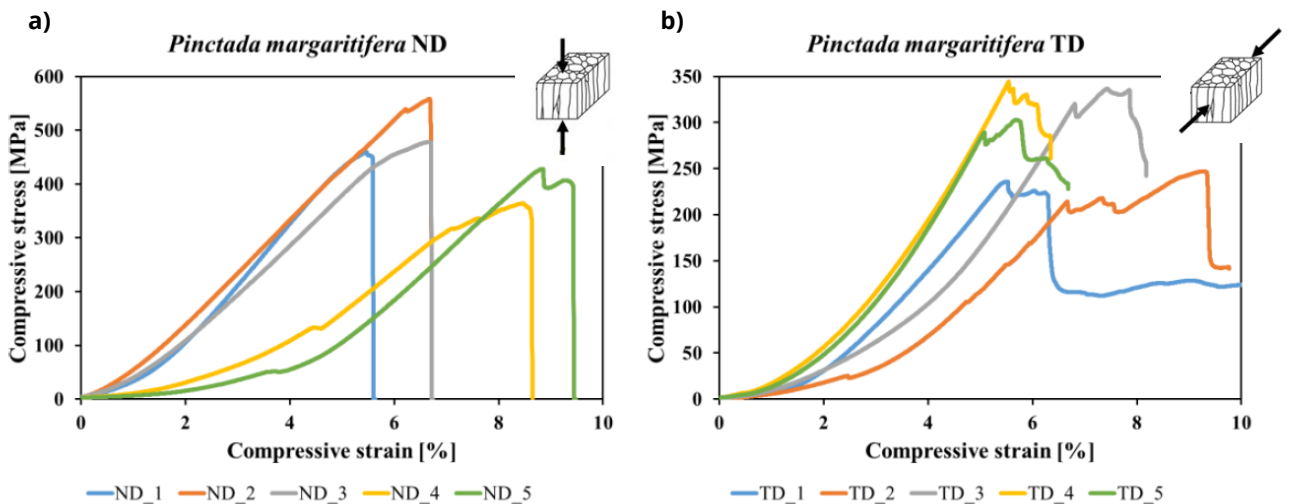 a)
Pinctada margaritifera ND
Compressive stress [MPa]
600
500
400
300
200
100
0
0 2 4 6 8 10
Compressive strain [%]
ND_1 ND_2 ND_3 ND_4 ND_5
b)
Pinctada margaritifera TD
Compressive stress [MPa]
350
300
250
200
150
100
50
0
0 2 4 6 8 10
Compressive strain [%]
TD_1 TD_2 TD_3 TD_4 TD_5